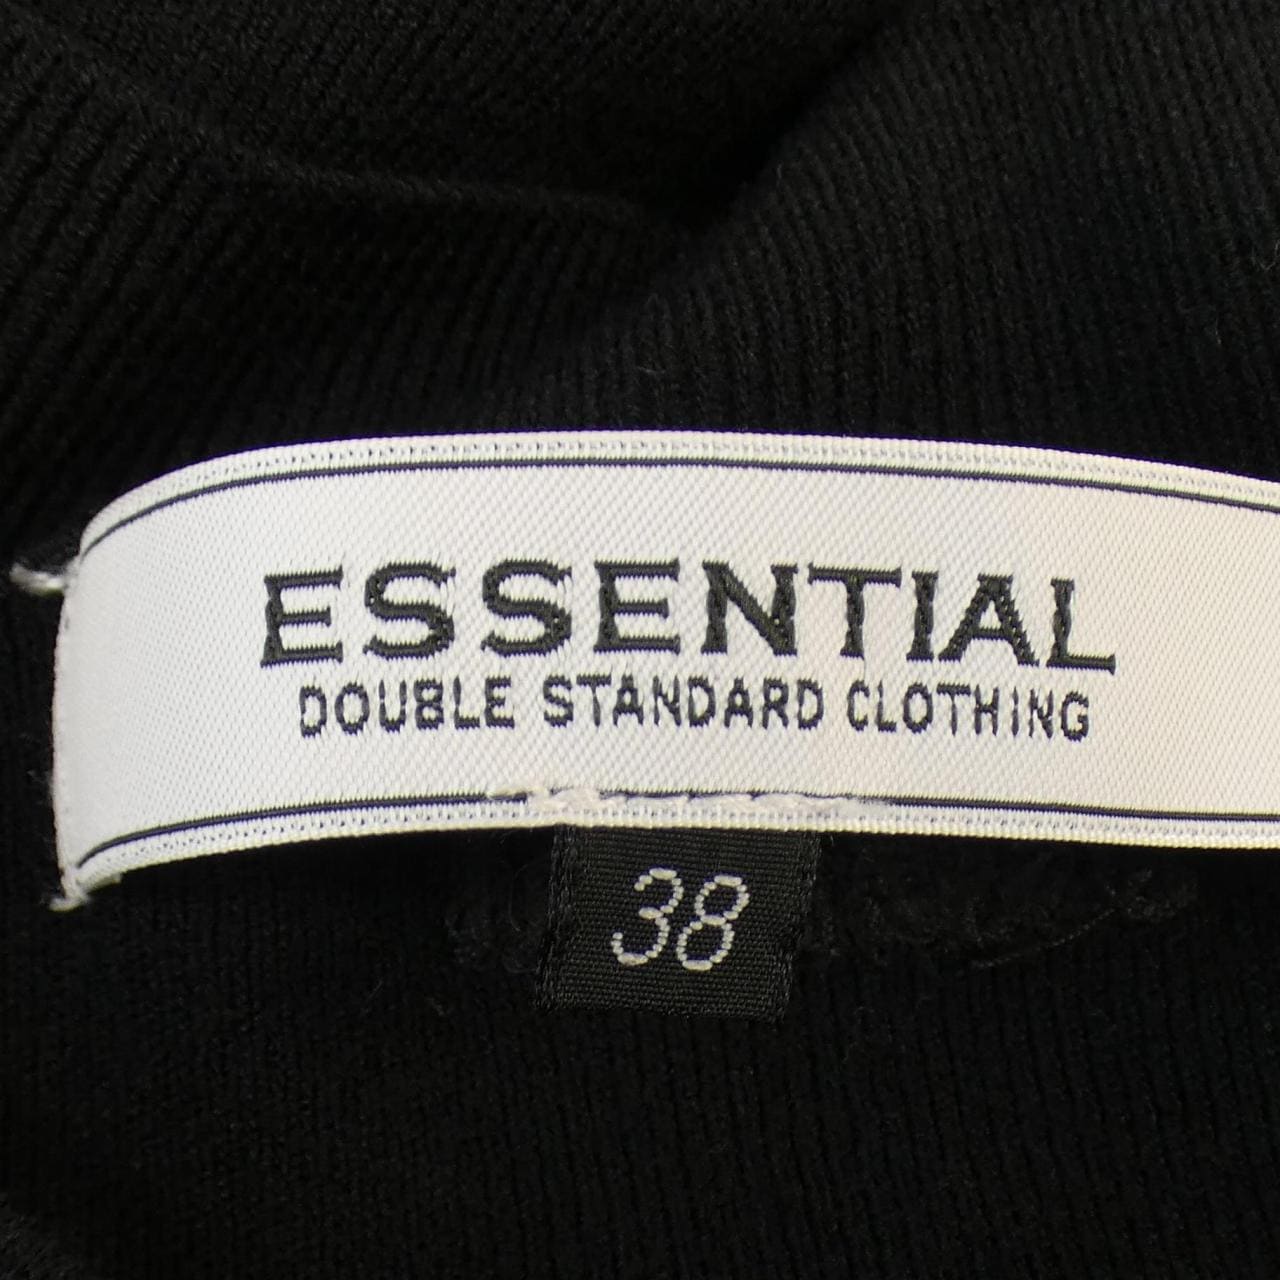 ESSENTIAL
DOUBLE STANDARD CLOTHING
38